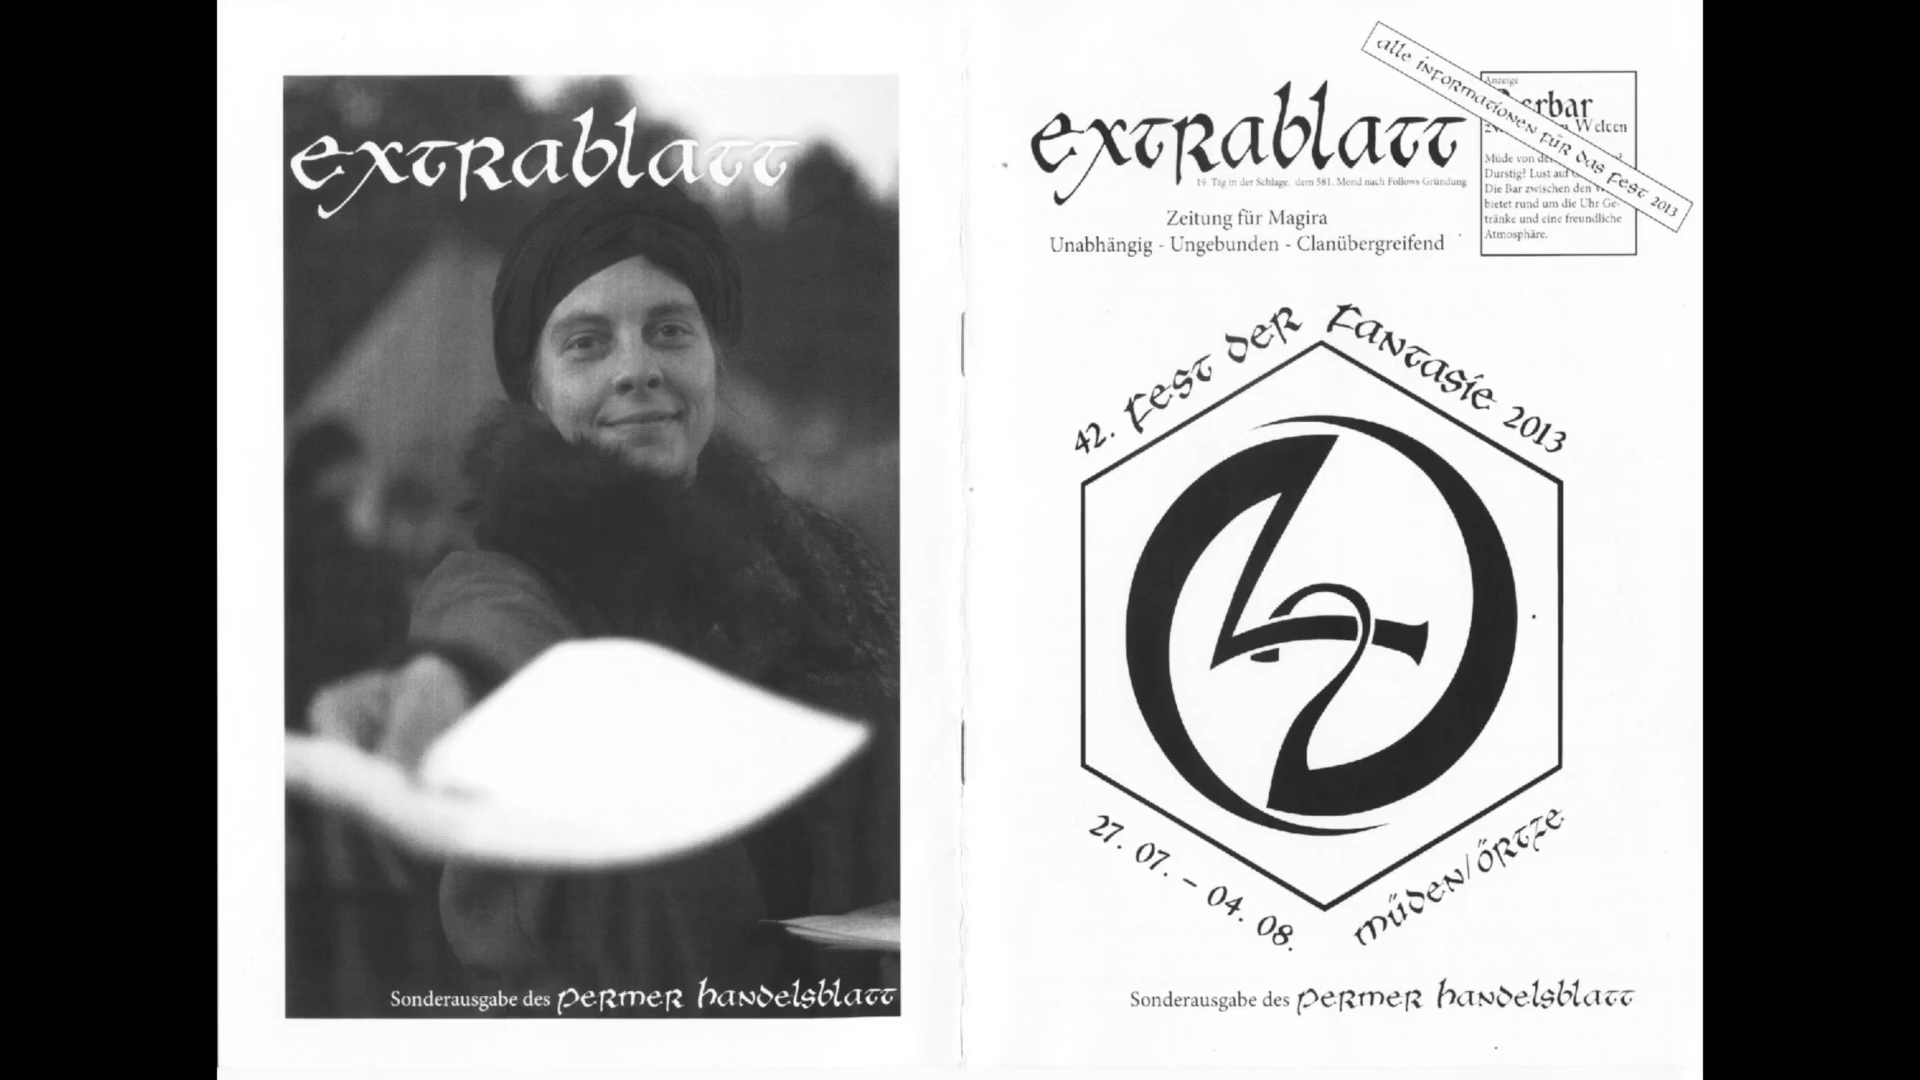 extrablatt
Sonderausgabe des permer handelsblatt
alle informationen für das fest 2013
extrablatt
19. Tag in der Schlage, dem 581. Mond nach Follows Gründung
Zeitung für Magira
Unabhängig - Ungebunden - Clanübergreifend
Anzeige
Welten
Müde von
Durstig? Lust auf
Die Bar zwischen den
bietet rund um die Uhr Ge-
tränke und eine freundliche
Atmosphäre.
42. fest der fantasie 2013
27. 07. - 04. 08.
müden/örtze
Sonderausgabe des permer handelsblatt